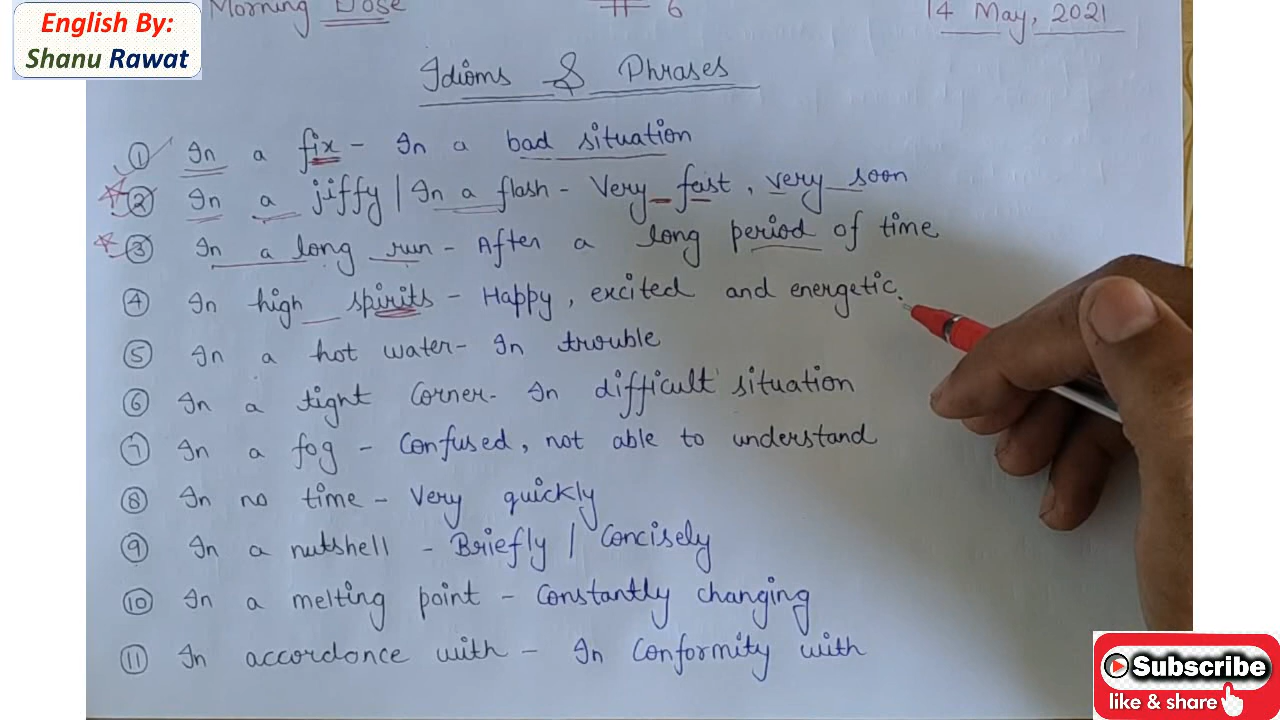 English By:
Shanu Rawat
Morning Dose # 6 14 May, 2021
Idioms & Phrases
① In a fix - In a bad situation
② In a jiffy | In a flash - Very fast, very soon
③ In a long run - After a long period of time
④ In high spirits - Happy, excited and energetic.
⑤ In a hot water - In trouble
⑥ In a tight corner - In difficult situation
⑦ In a fog - Confused, not able to understand
⑧ In no time - Very quickly
⑨ In a nutshell - Briefly / Concisely
⑩ In a melting point - Constantly changing
⑪ In accordance with - In Conformity with
Subscribe
like & share